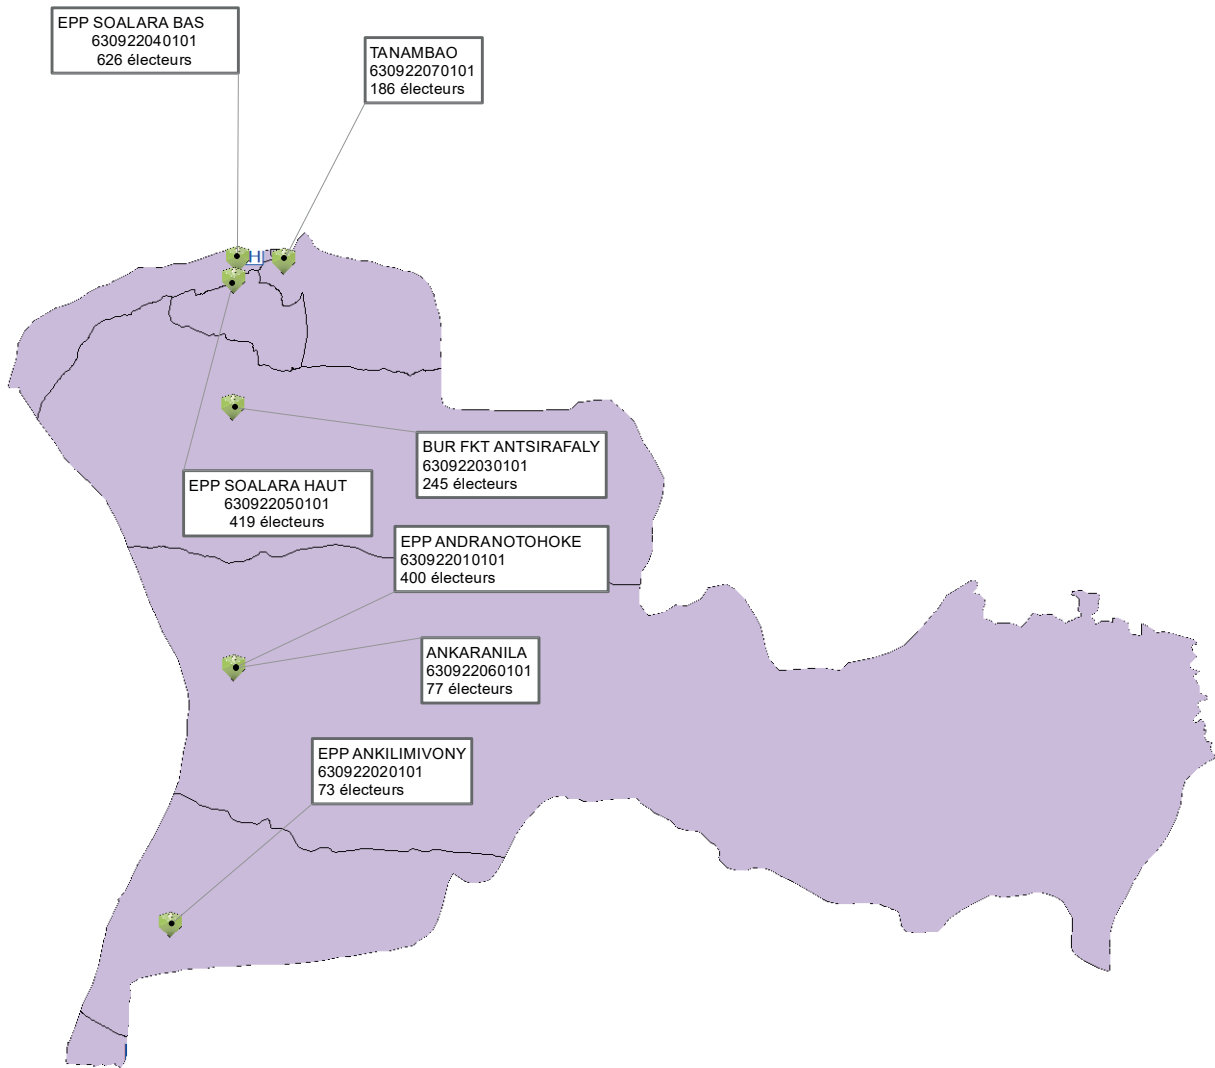 EPP SOALARA BAS
630922040101
626 électeurs
TANAMBAO
630922070101
186 électeurs
HI
BUR FKT ANTSIRAFALY
630922030101
245 électeurs
EPP SOALARA HAUT
630922050101
419 électeurs
EPP ANDRANOTOHOKE
630922010101
400 électeurs
ANKARANILA
630922060101
77 électeurs
EPP ANKILIMIVONY
630922020101
73 électeurs